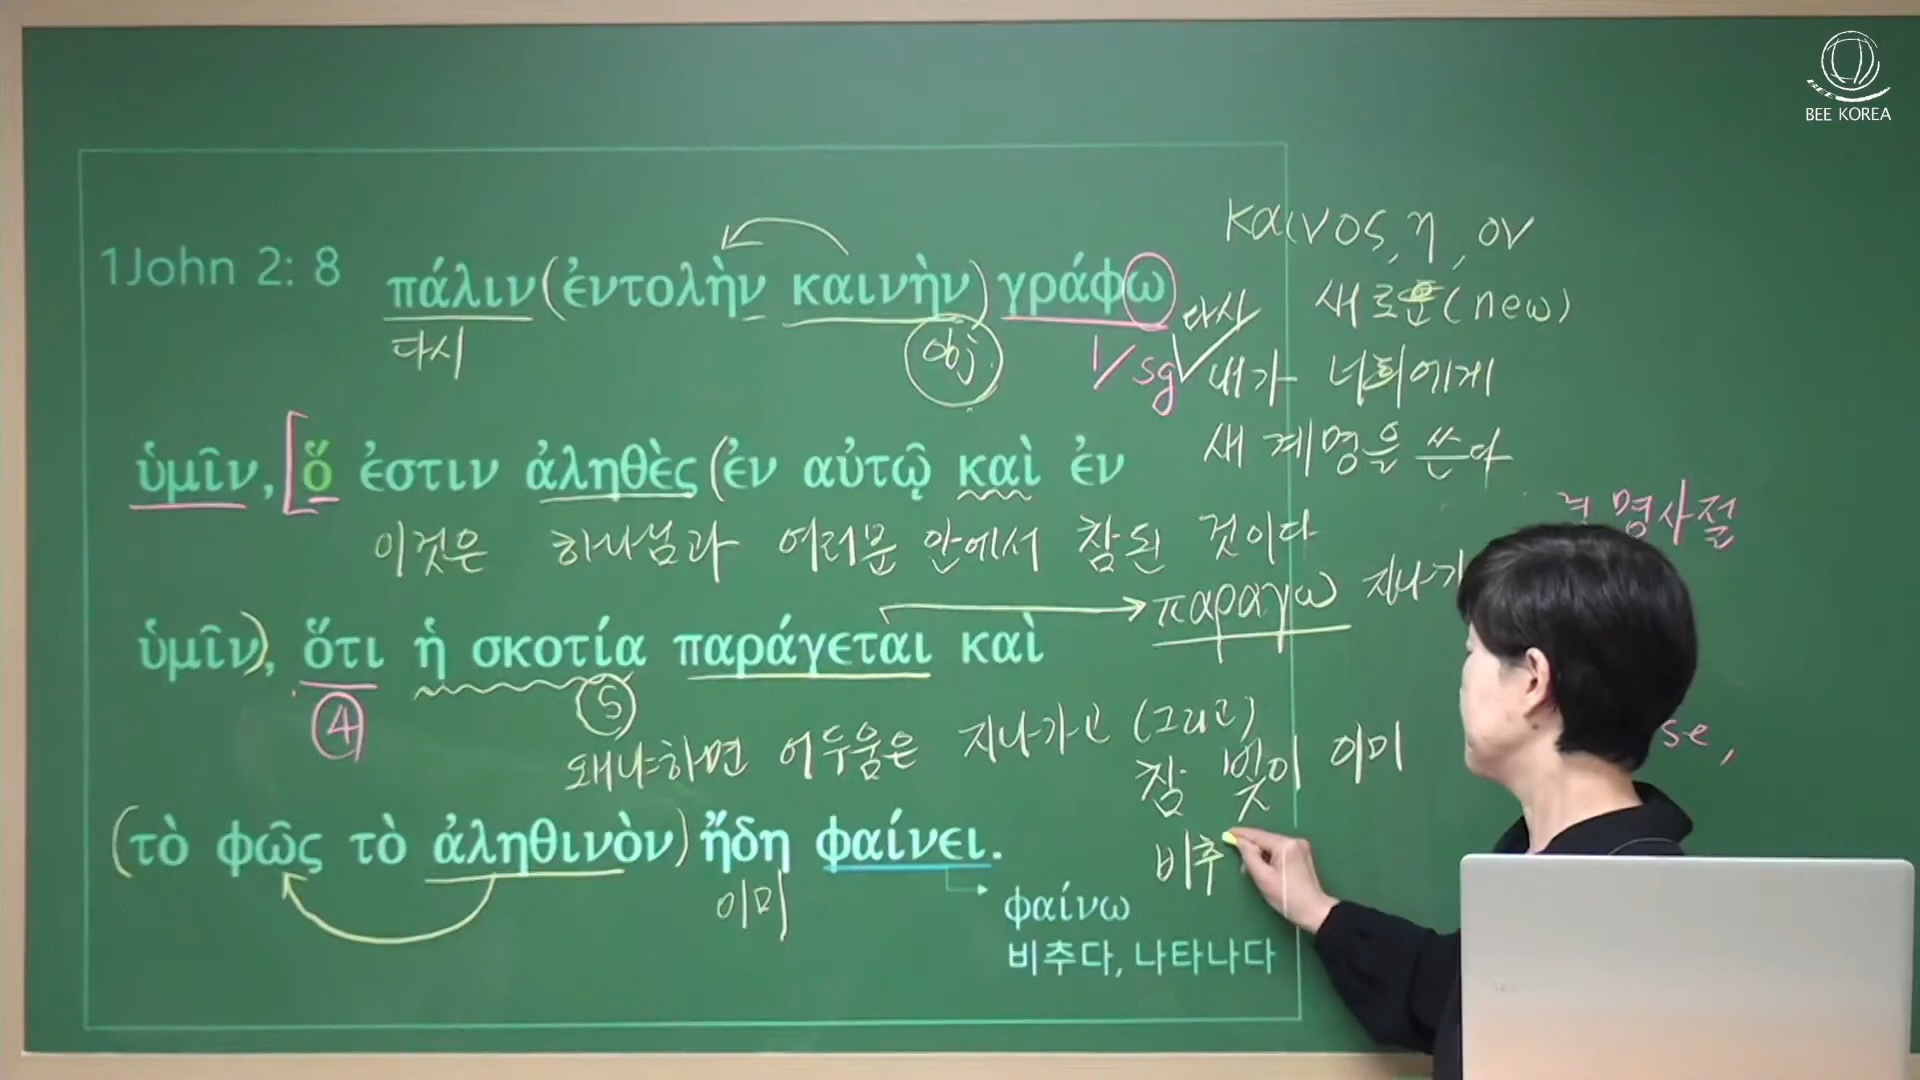 BEE KOREA
1John 2: 8
πάλιν (ἐντολὴν καινὴν) γράφω
καινος, η, ον
새로운 (new)
다시
다시
obj
1/sg
내가 너희에게
새 계명을 쓴다
ὑμῖν, [ὅ ἐστιν ἀληθὲς (ἐν αὐτῷ καὶ ἐν
명사절
이것은 하나님과 여러분 안에서 참된 것이다
παραγω 지나가
ὑμῖν), ὅτι ἡ σκοτία παράγεται καὶ
4
5
왜냐하면 어두움은 지나가고 (그리고)
se,
참 빛이 이미
비추
(τὸ φῶς τὸ ἀληθινὸν) ἤδη φαίνει.
이미
φαίνω
비추다, 나타나다